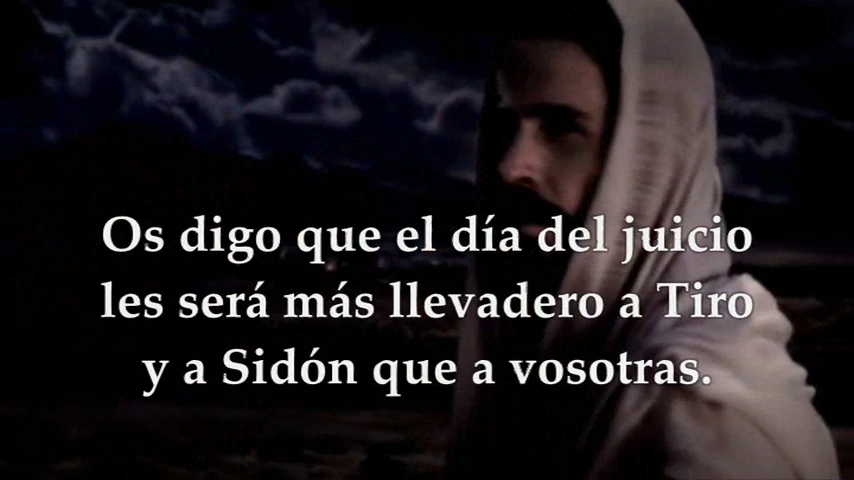 Os digo que el día del juicio
les será más llevadero a Tiro
y a Sidón que a vosotras.